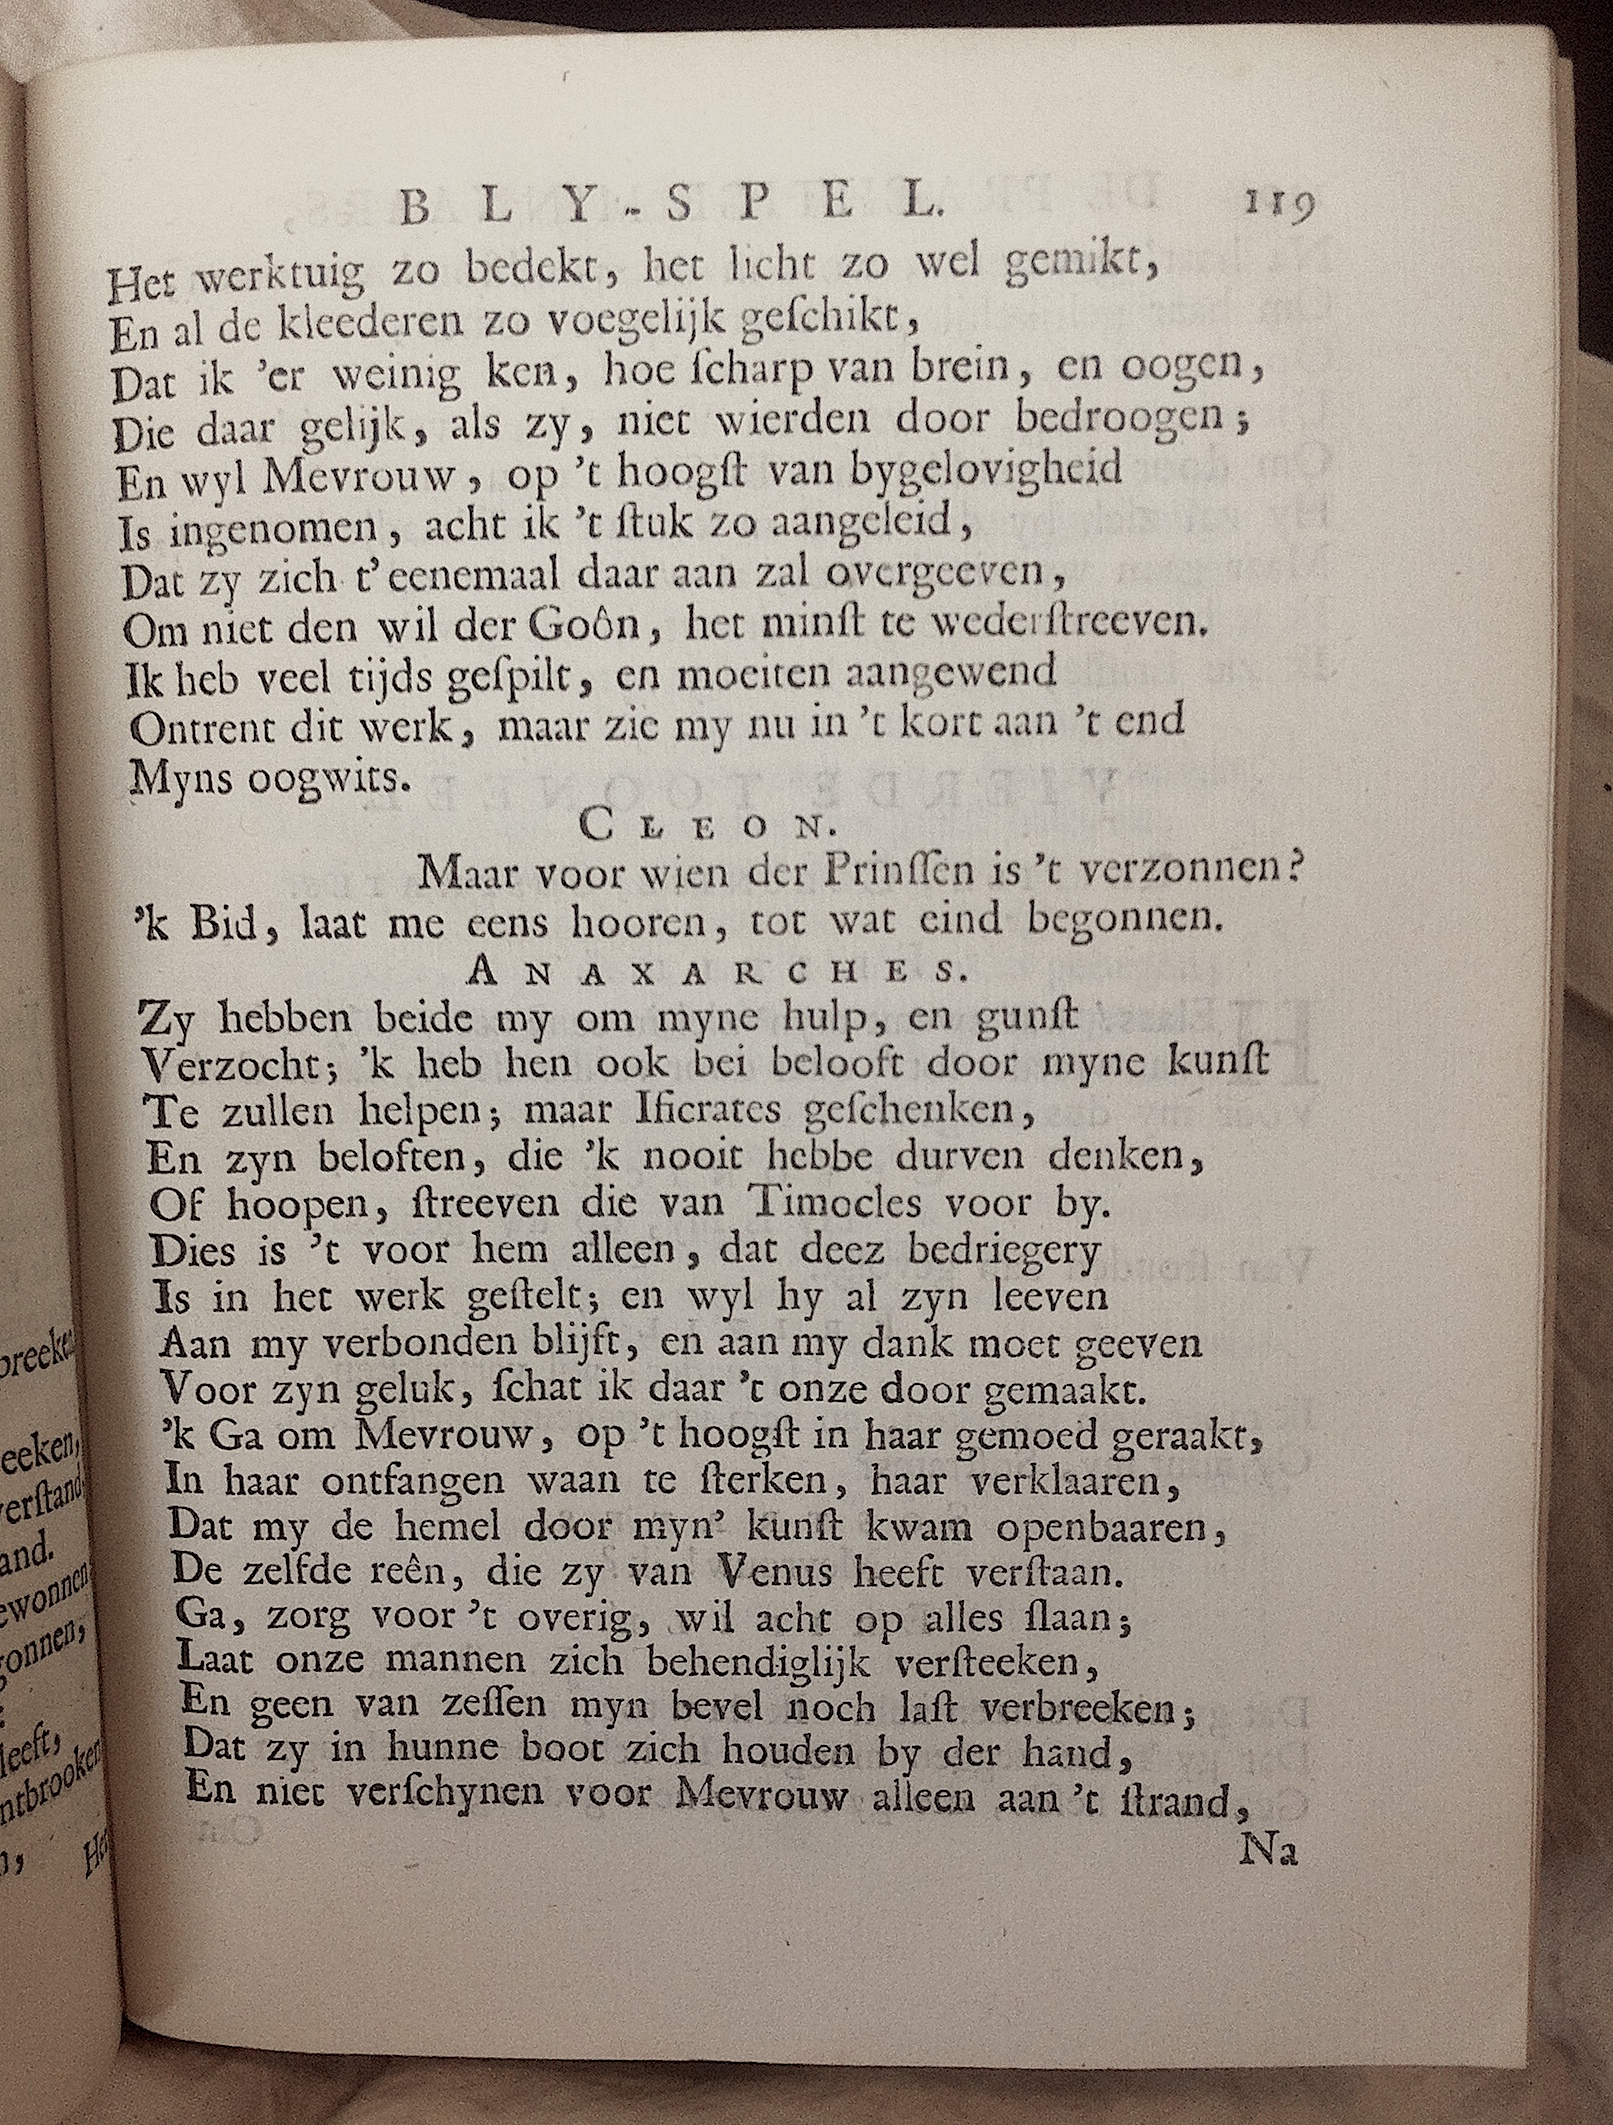 BLY-SPEL. 119
Het werktuig zo bedekt, het licht zo wel gemikt,
En al de kleederen zo voegelijk geſchikt,
Dat ik 'er weinig ken, hoe ſcharp van brein, en oogen,
Die daar gelijk, als zy, niet wierden door bedroogen;
En wyl Mevrouw, op 't hoogſt van bygelovigheid
Is ingenomen, acht ik 't ſtuk zo aangeleid,
Dat zy zich t'eenemaal daar aan zal overgeeven,
Om niet den wil der Goôn, het minſt te wederſtreeven.
Ik heb veel tijds geſpilt, en moeiten aangewend
Ontrent dit werk, maar zie my nu in 't kort aan 't end
Myns oogwits.
CLEON.
Maar voor wien der Prinſſen is 't verzonnen?
'k Bid, laat me eens hooren, tot wat eind begonnen.
ANAXARCHES.
Zy hebben beide my om myne hulp, en gunſt
Verzocht; 'k heb hen ook bei belooft door myne kunſt
Te zullen helpen; maar Ificrates geſchenken,
En zyn beloften, die 'k nooit hebbe durven denken,
Of hoopen, ſtreeven die van Timocles voor by.
Dies is 't voor hem alleen, dat deez bedriegery
Is in het werk geſtelt; en wyl hy al zyn leeven
Aan my verbonden blijft, en aan my dank moet geeven
Voor zyn geluk, ſchat ik daar 't onze door gemaakt.
'k Ga om Mevrouw, op 't hoogſt in haar gemoed geraakt,
In haar ontfangen waan te ſterken, haar verklaaren,
Dat my de hemel door myn' kunſt kwam openbaaren,
De zelfde reên, die zy van Venus heeft verſtaan.
Ga, zorg voor 't overig, wil acht op alles ſlaan;
Laat onze mannen zich behendiglijk verſteeken,
En geen van zeſſen myn bevel noch laſt verbreeken;
Dat zy in hunne boot zich houden by der hand,
En niet verſchynen voor Mevrouw alleen aan 't ſtrand,
Na